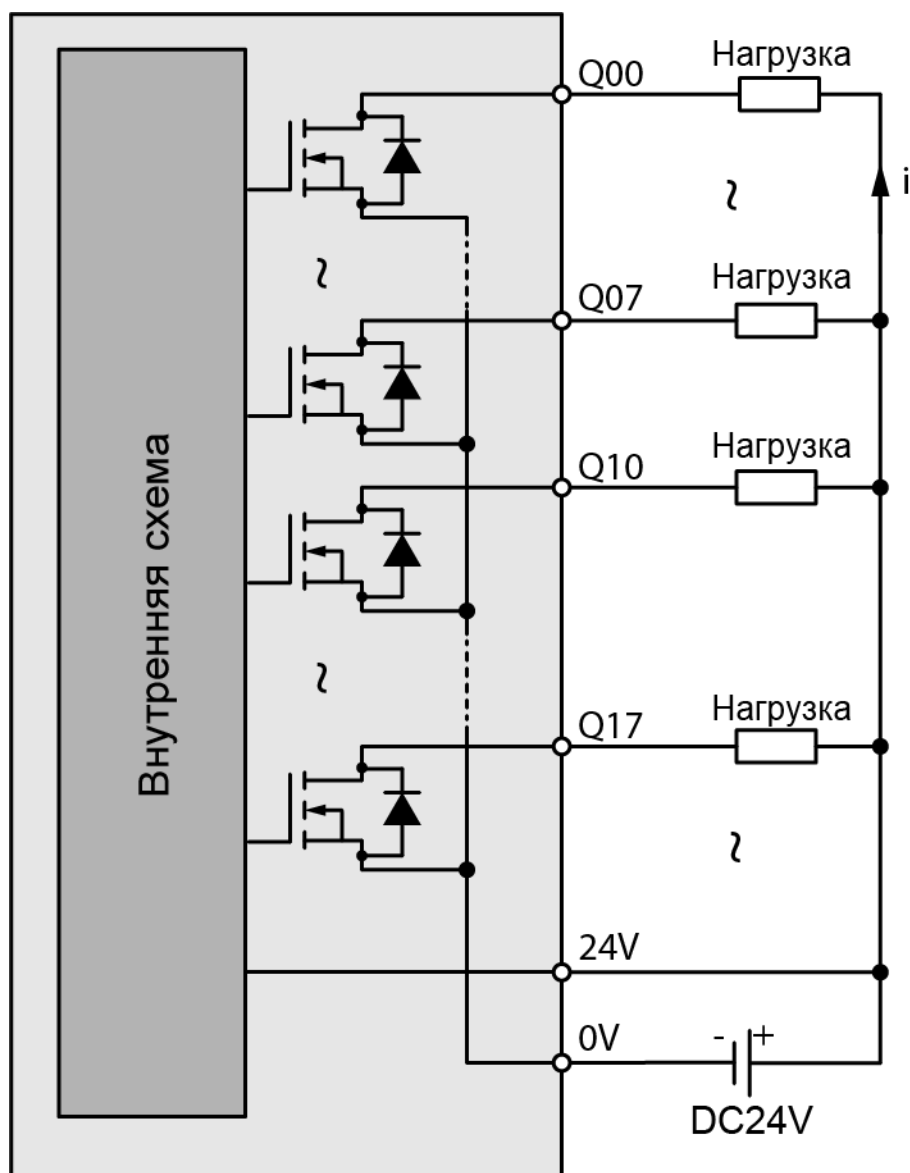 Нагрузка
Q00
i
Нагрузка
Q07
Нагрузка
Q10
Внутренняя схема
Нагрузка
Q17
24V
0V
- +
DC24V